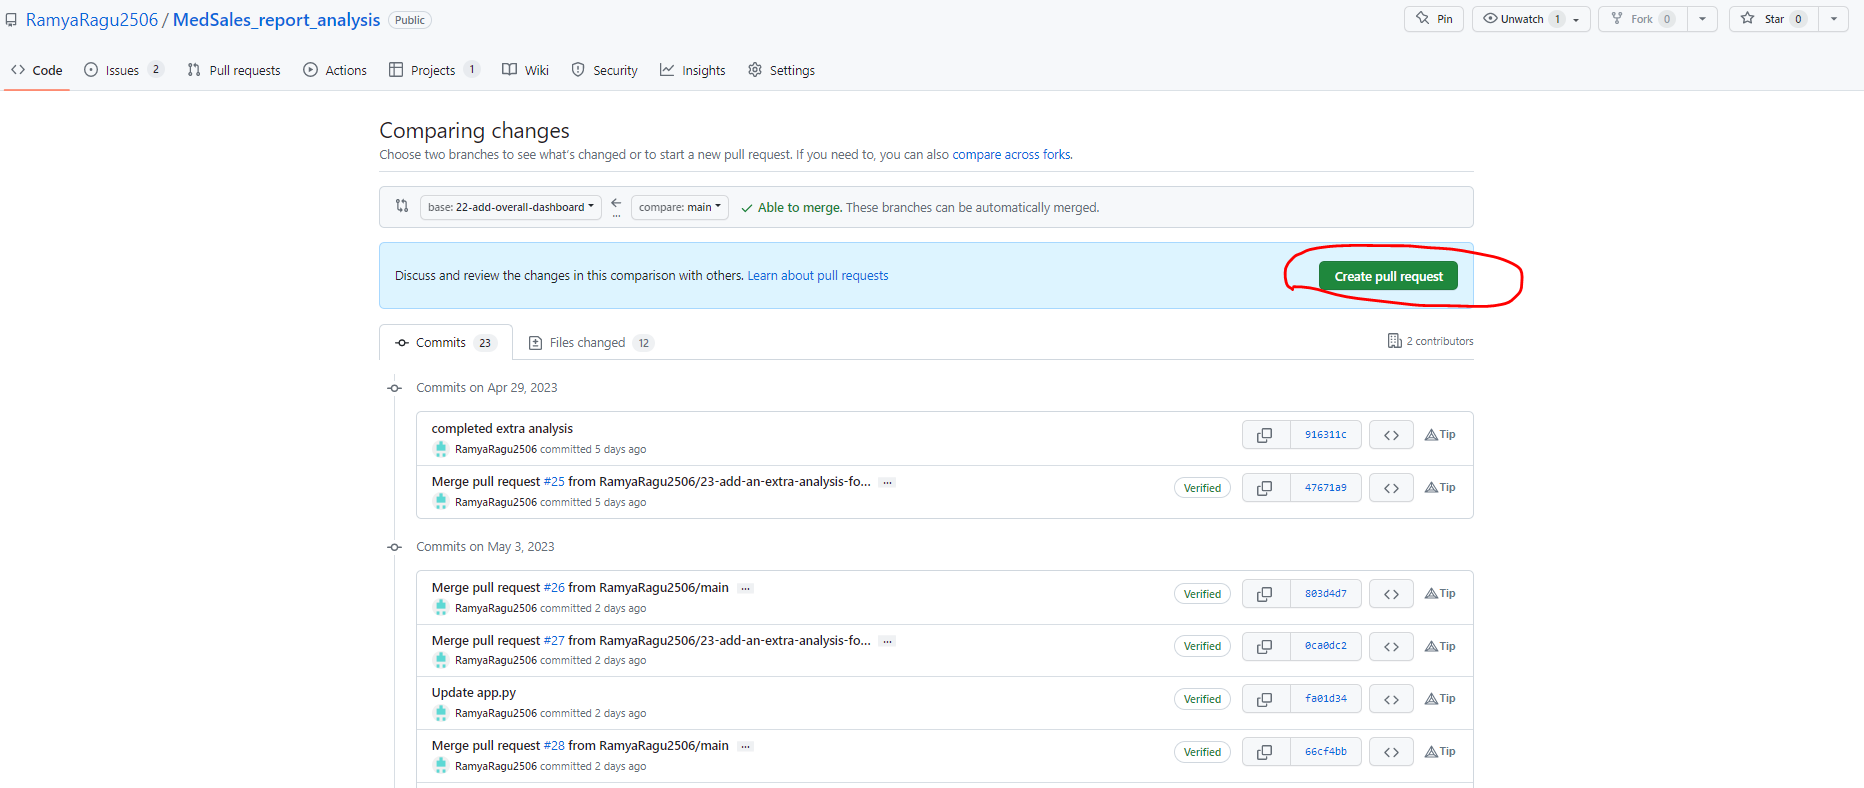 RamyaRagu2506 / MedSales_report_analysis Public Pin Unwatch 1 Fork 0 Star 0
Code Issues 2 Pull requests Actions Projects 1 Wiki Security Insights Settings
Comparing changes
Choose two branches to see what's changed or to start a new pull request. If you need to, you can also compare across forks.
base: 22-add-overall-dashboard ... compare: main Able to merge. These branches can be automatically merged.
Discuss and review the changes in this comparison with others. Learn about pull requests Create pull request
Commits 23 Files changed 12 2 contributors
Commits on Apr 29, 2023
completed extra analysis
RamyaRagu2506 committed 5 days ago 916311c <> Tip
Merge pull request #25 from RamyaRagu2506/23-add-an-extra-analysis-fo... ...
RamyaRagu2506 committed 5 days ago Verified 47671a9 <> Tip
Commits on May 3, 2023
Merge pull request #26 from RamyaRagu2506/main ...
RamyaRagu2506 committed 2 days ago Verified 803d4d7 <> Tip
Merge pull request #27 from RamyaRagu2506/23-add-an-extra-analysis-fo... ...
RamyaRagu2506 committed 2 days ago Verified 0ca0dc2 <> Tip
Update app.py
RamyaRagu2506 committed 2 days ago Verified fa01d34 <> Tip
Merge pull request #28 from RamyaRagu2506/main ...
RamyaRagu2506 committed 2 days ago Verified 66cf4bb <> Tip